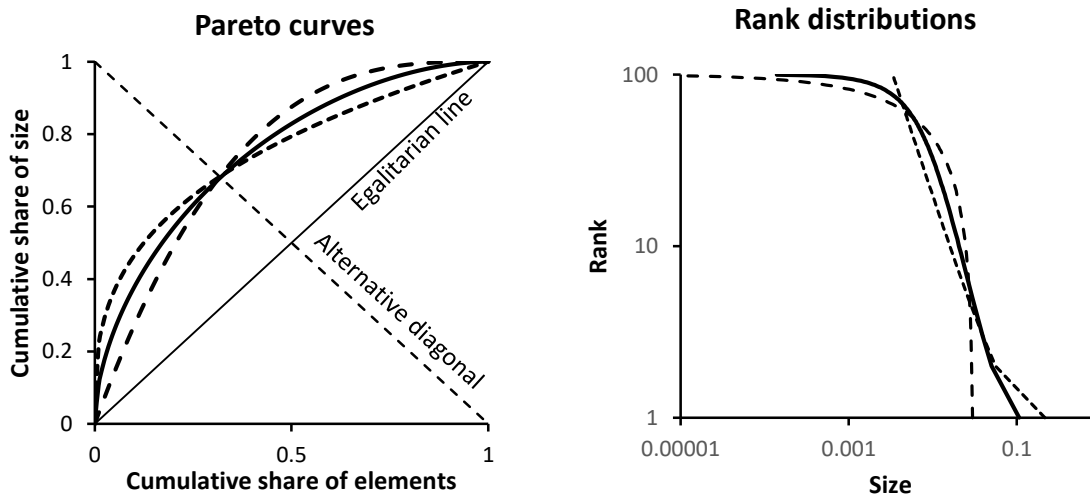 Pareto curves
Cumulative share of size
1
0.8
0.6
0.4
0.2
0
0
0.5
1
Egalitarian line
Alternative diagonal
Cumulative share of elements
Rank distributions
Rank
100
10
1
0.00001
0.001
0.1
Size